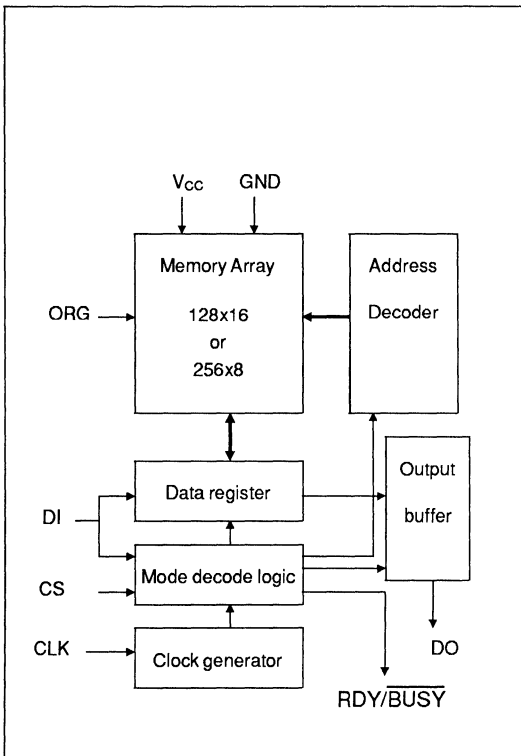 Vcc GND
Memory Array
128x16
or
256x8
Address
Decoder
ORG
Data register
Output
buffer
DI
Mode decode logic
CS
CLK
Clock generator
DO
RDY/BUSY